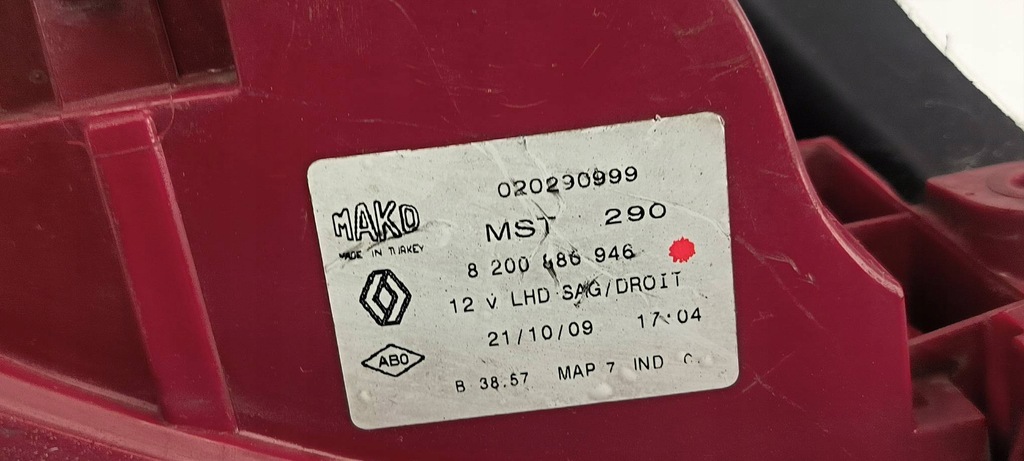 020290999
MAKO
MADE IN TURKEY
MST 290
8 200 486 946
12 V LHD SAG/DROIT
21/10/09 17:04
ABO
B 38.57 MAP 7 IND C